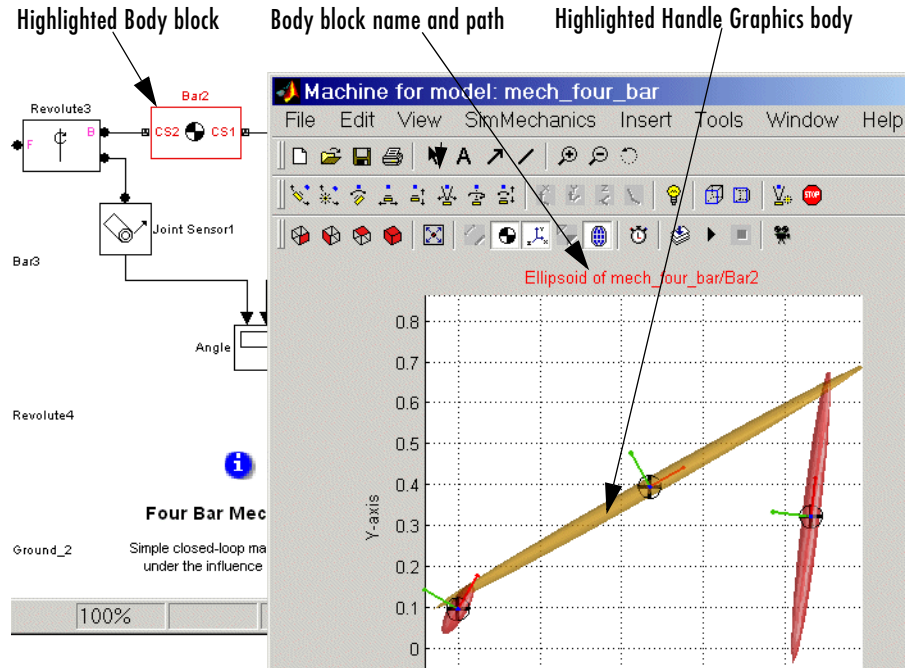 Highlighted Body block
Body block name and path
Highlighted Handle Graphics body
Revolute3
F
B
Bar2
CS2
CS1
Joint Sensor1
Bar3
Angle
Revolute4
Four Bar Mec
Ground_2
Simple closed-loop ma
under the influence
100%
Machine for model: mech_four_bar
File Edit View SimMechanics Insert Tools Window Help
A
STOP
Ellipsoid of mech_four_bar/Bar2
0.8
0.7
0.6
0.5
0.4
0.3
0.2
0.1
0
Y-axis